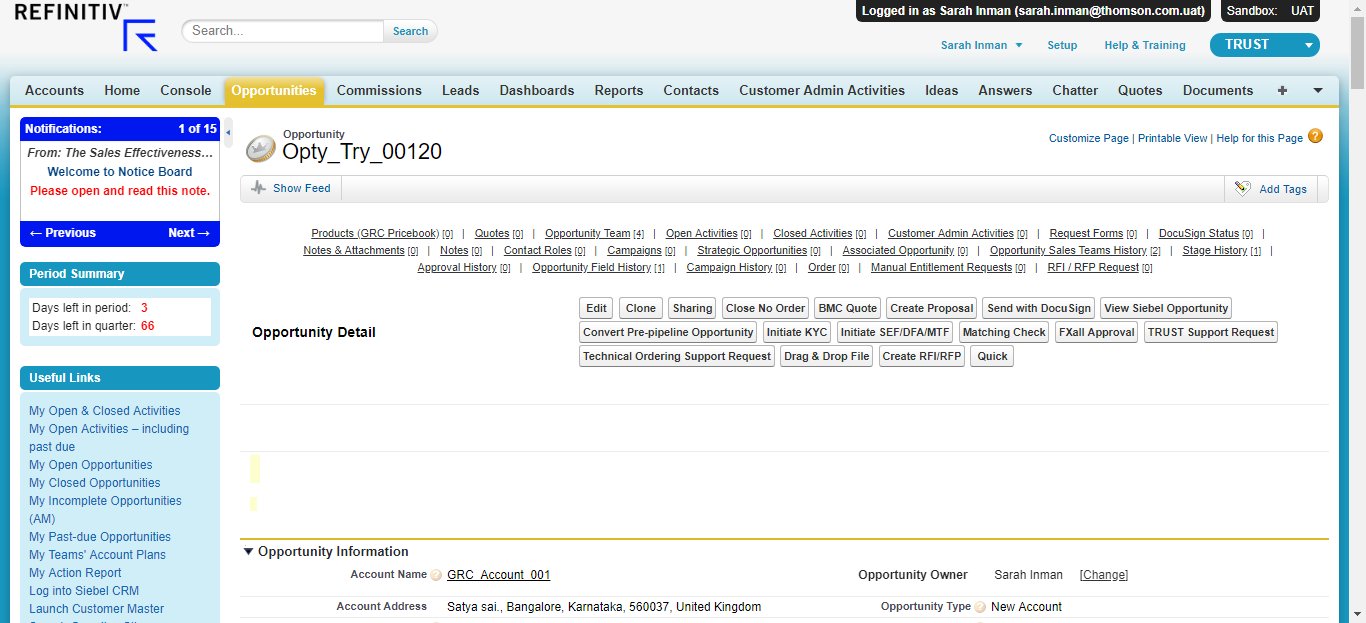 REFINITIV™
Search...
Search
Logged in as Sarah Inman (sarah.inman@thomson.com.uat)
Sandbox: UAT
Sarah Inman
Setup
Help & Training
TRUST
Accounts Home Console Opportunities Commissions Leads Dashboards Reports Contacts Customer Admin Activities Ideas Answers Chatter Quotes Documents +
Notifications: 1 of 15
From: The Sales Effectiveness...
Welcome to Notice Board
Please open and read this note.
← Previous Next →
Period Summary
Days left in period: 3
Days left in quarter: 66
Useful Links
My Open & Closed Activities
My Open Activities – including
past due
My Open Opportunities
My Closed Opportunities
My Incomplete Opportunities
(AM)
My Past-due Opportunities
My Teams' Account Plans
My Action Report
Log into Siebel CRM
Launch Customer Master
Opportunity
Opty_Try_00120
Customize Page | Printable View | Help for this Page ?
Show Feed
Add Tags
Products (GRC Pricebook) [0] | Quotes [0] | Opportunity Team [4] | Open Activities [0] | Closed Activities [0] | Customer Admin Activities [0] | Request Forms [0] | DocuSign Status [0] |
Notes & Attachments [0] | Notes [0] | Contact Roles [0] | Campaigns [0] | Strategic Opportunities [0] | Associated Opportunity [0] | Opportunity Sales Teams History [2] | Stage History [1] |
Approval History [0] | Opportunity Field History [1] | Campaign History [0] | Order [0] | Manual Entitlement Requests [0] | RFI / RFP Request [0]
Opportunity Detail
Edit Clone Sharing Close No Order BMC Quote Create Proposal Send with DocuSign View Siebel Opportunity
Convert Pre-pipeline Opportunity Initiate KYC Initiate SEF/DFA/MTF Matching Check FXall Approval TRUST Support Request
Technical Ordering Support Request Drag & Drop File Create RFI/RFP Quick
Opportunity Information
Account Name ? GRC_Account_001
Opportunity Owner Sarah Inman [Change]
Account Address Satya sai., Bangalore, Karnataka, 560037, United Kingdom
Opportunity Type ? New Account